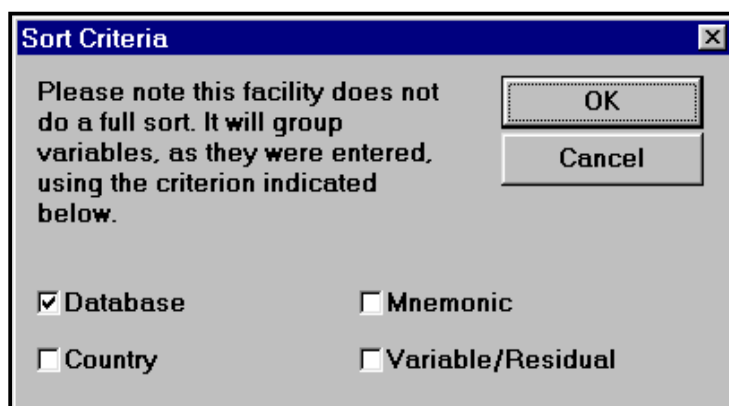 Sort Criteria
Please note this facility does not
do a full sort. It will group
variables, as they were entered,
using the criterion indicated
below.
OK
Cancel
Database
Mnemonic
Country
Variable/Residual